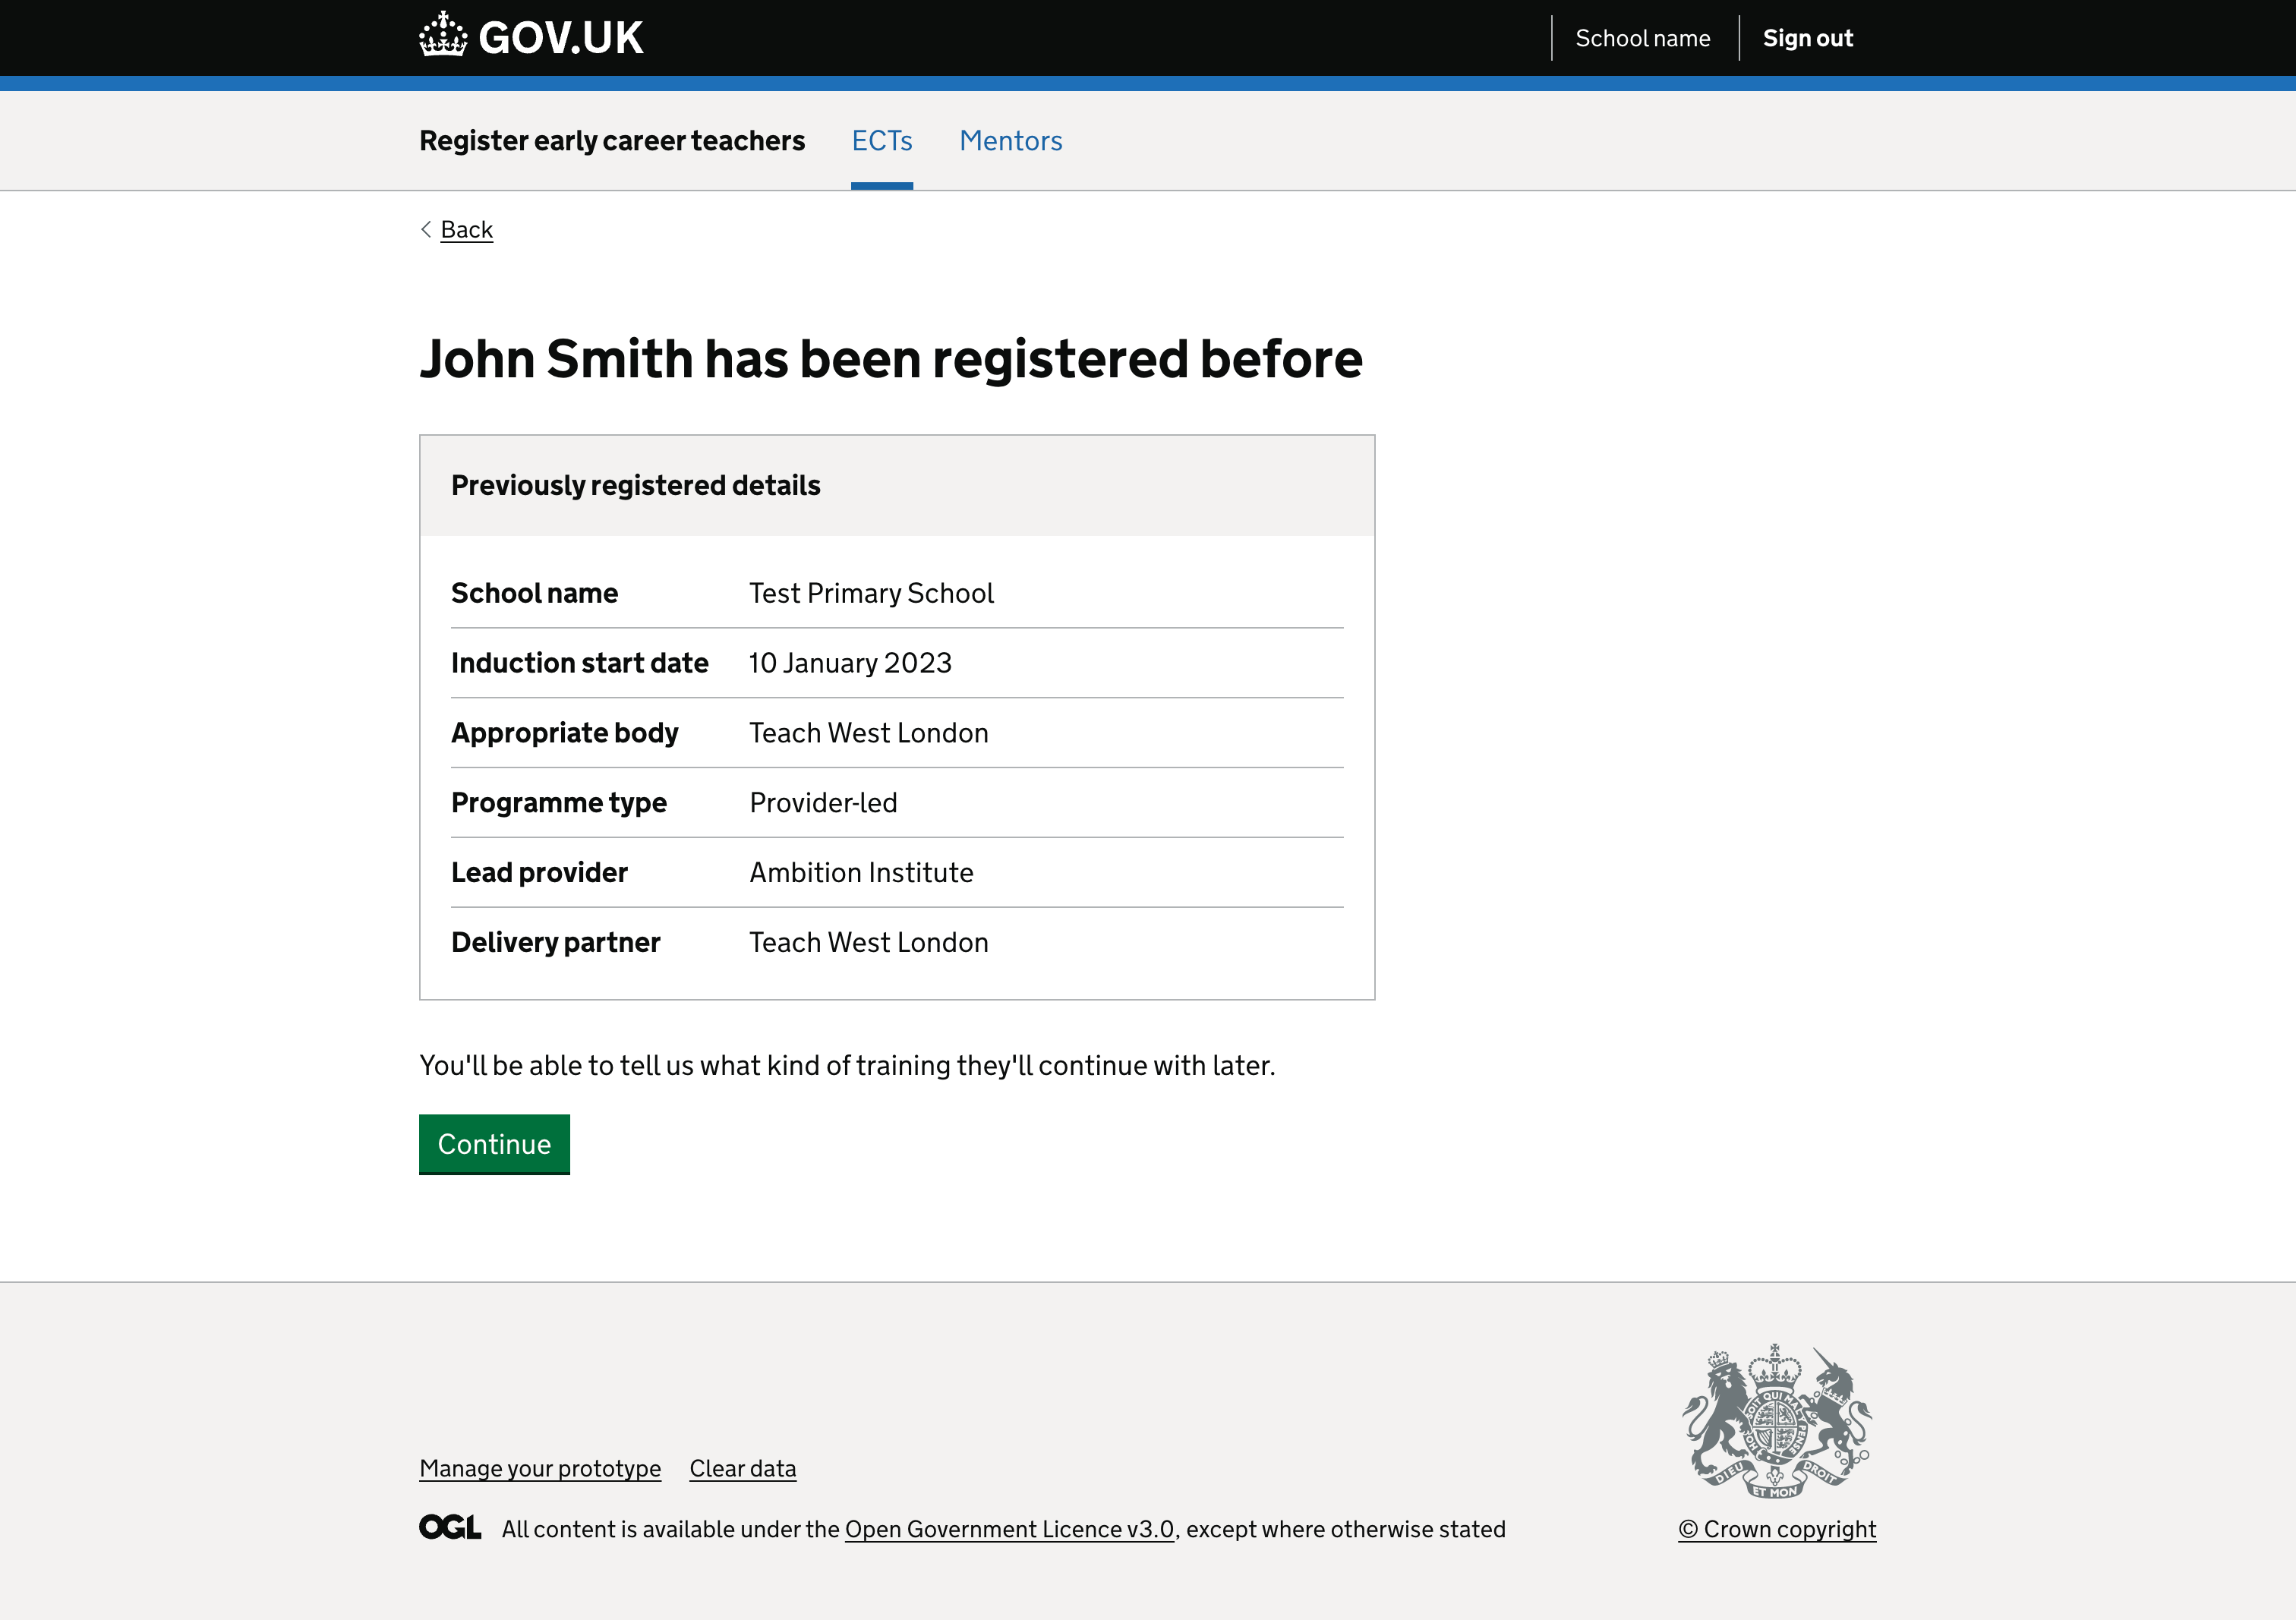 GOV.UK
School name
Sign out
Register early career teachers
ECTs
Mentors
Back
John Smith has been registered before
Previously registered details
School name Test Primary School
Induction start date 10 January 2023
Appropriate body Teach West London
Programme type Provider-led
Lead provider Ambition Institute
Delivery partner Teach West London
You'll be able to tell us what kind of training they'll continue with later.
Continue
Manage your prototype
Clear data
OGL All content is available under the Open Government Licence v3.0, except where otherwise stated
DIEU ET MON DROIT
© Crown copyright